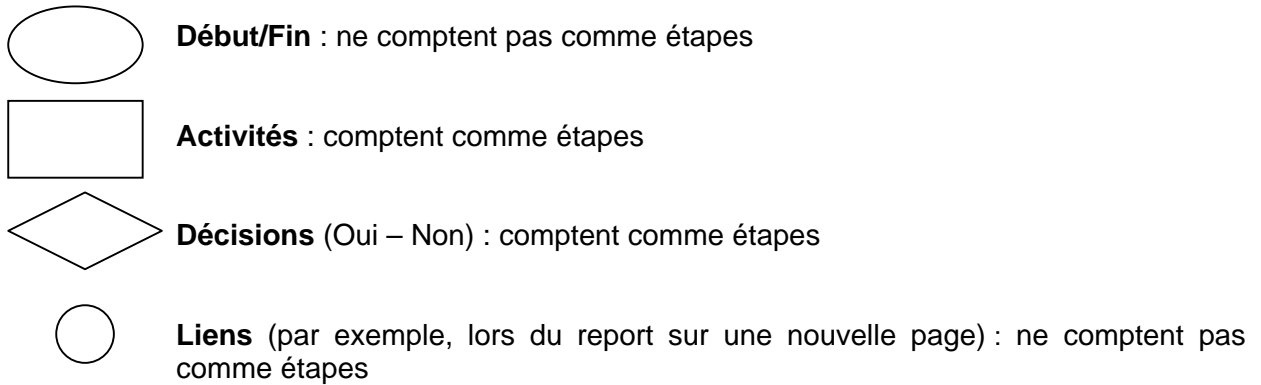 Début/Fin : ne comptent pas comme étapes
Activités : comptent comme étapes
Décisions (Oui – Non) : comptent comme étapes
Liens (par exemple, lors du report sur une nouvelle page) : ne comptent pas
comme étapes